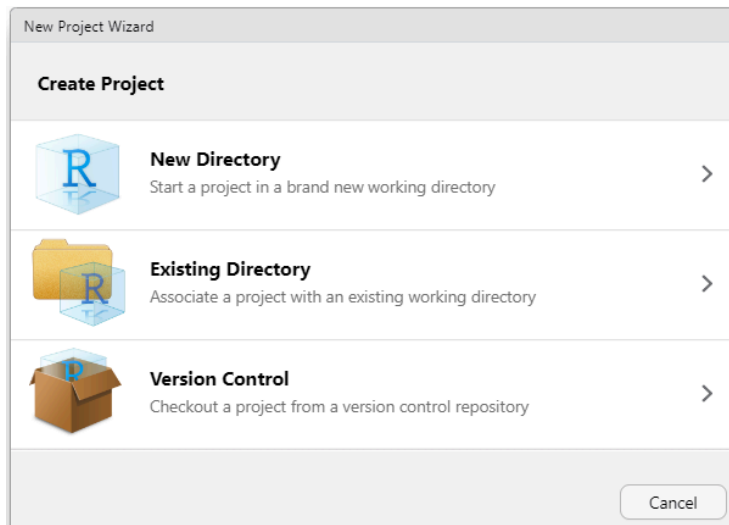 New Project Wizard
Create Project
R
New Directory
Start a project in a brand new working directory
R
Existing Directory
Associate a project with an existing working directory
R
Version Control
Checkout a project from a version control repository
Cancel